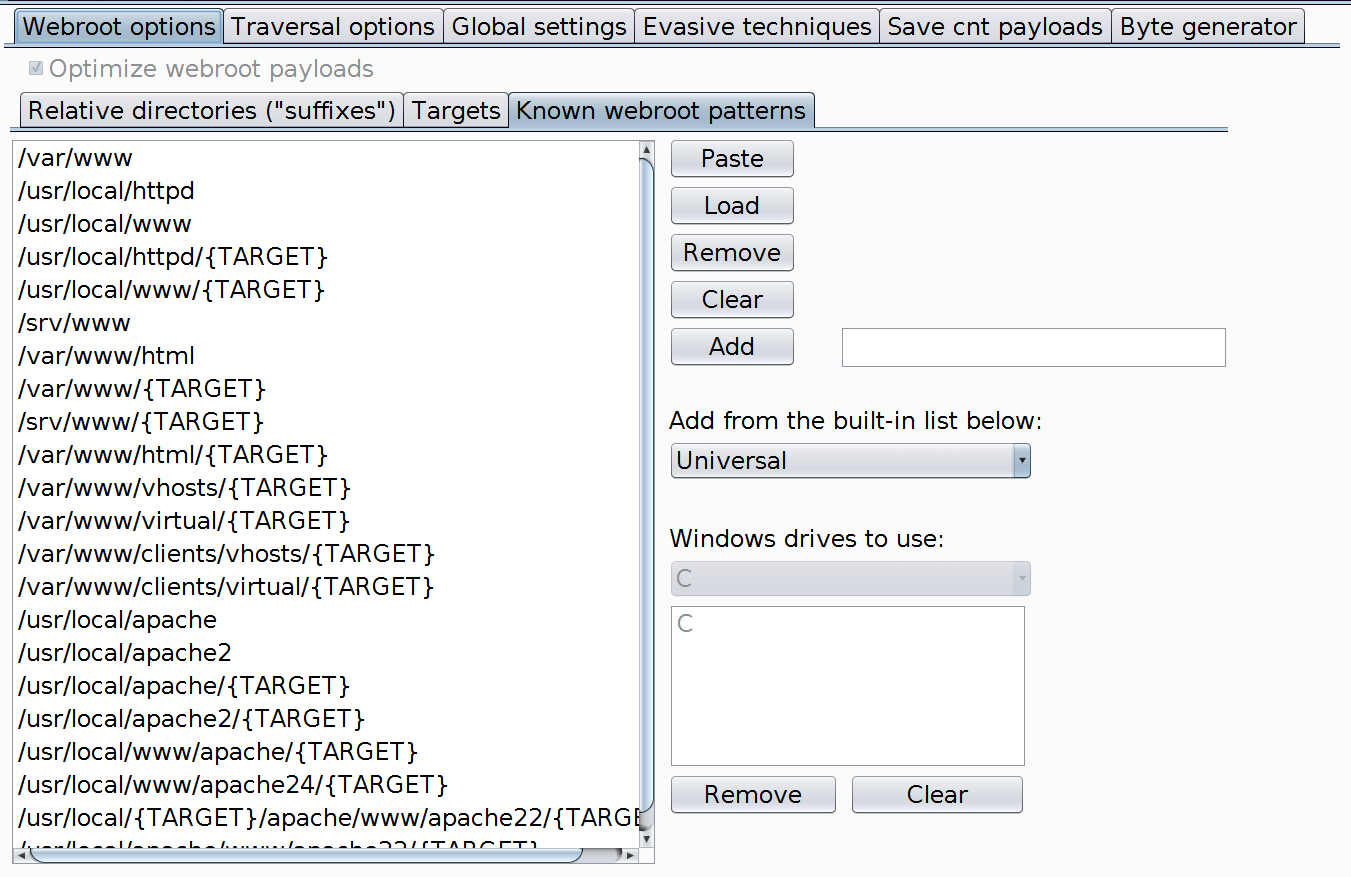 Webroot options Traversal options Global settings Evasive techniques Save cnt payloads Byte generator
Optimize webroot payloads
Relative directories ("suffixes") Targets Known webroot patterns
/var/www
/usr/local/httpd
/usr/local/www
/usr/local/httpd/{TARGET}
/usr/local/www/{TARGET}
/srv/www
/var/www/html
/var/www/{TARGET}
/srv/www/{TARGET}
/var/www/html/{TARGET}
/var/www/vhosts/{TARGET}
/var/www/virtual/{TARGET}
/var/www/clients/vhosts/{TARGET}
/var/www/clients/virtual/{TARGET}
/usr/local/apache
/usr/local/apache2
/usr/local/apache/{TARGET}
/usr/local/apache2/{TARGET}
/usr/local/www/apache/{TARGET}
/usr/local/www/apache24/{TARGET}
/usr/local/{TARGET}/apache/www/apache22/{TARGE
Paste
Load
Remove
Clear
Add
Add from the built-in list below:
Universal
Windows drives to use:
C
C
Remove Clear